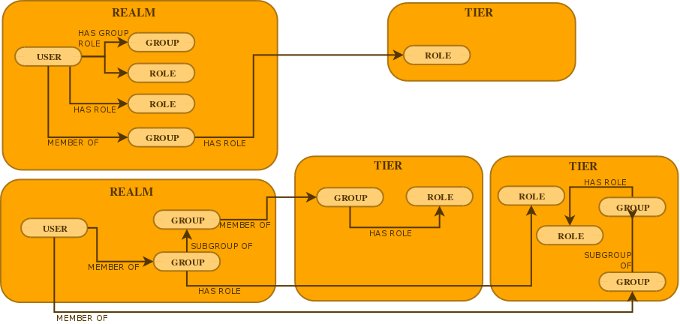 REALM
TIER
HAS GROUP
ROLE
GROUP
USER
ROLE
ROLE
ROLE
HAS ROLE
GROUP
MEMBER OF
HAS ROLE
REALM
TIER
TIER
HAS ROLE
GROUP
ROLE
ROLE
GROUP
GROUP
MEMBER OF
USER
HAS ROLE
ROLE
SUBGROUP OF
MEMBER OF
GROUP
SUBGROUP
OF
GROUP
HAS ROLE
MEMBER OF